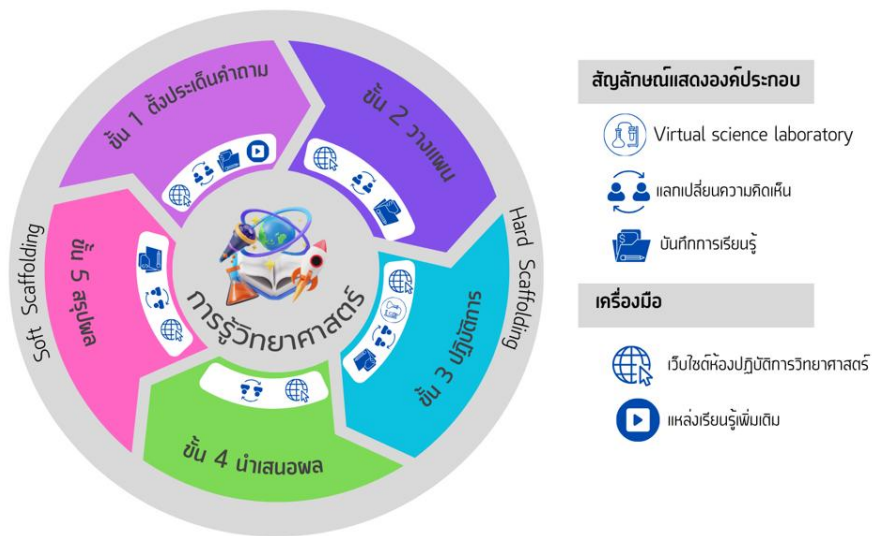 ขั้น 1 ตั้งประเด็นคำถาม
ขั้น 2 วางแผน
ขั้น 3 ปฏิบัติการ
ขั้น 4 นำเสนอผล
ขั้น 5 สรุปผล
การรู้วิทยาศาสตร์
Soft Scaffolding
Hard Scaffolding
สัญลักษณ์แสดงองค์ประกอบ
Virtual science laboratory
แลกเปลี่ยนความคิดเห็น
บันทึกการเรียนรู้
เครื่องมือ
เว็บไซต์ห้องปฏิบัติการวิทยาศาสตร์
แหล่งเรียนรู้เพิ่มเติม